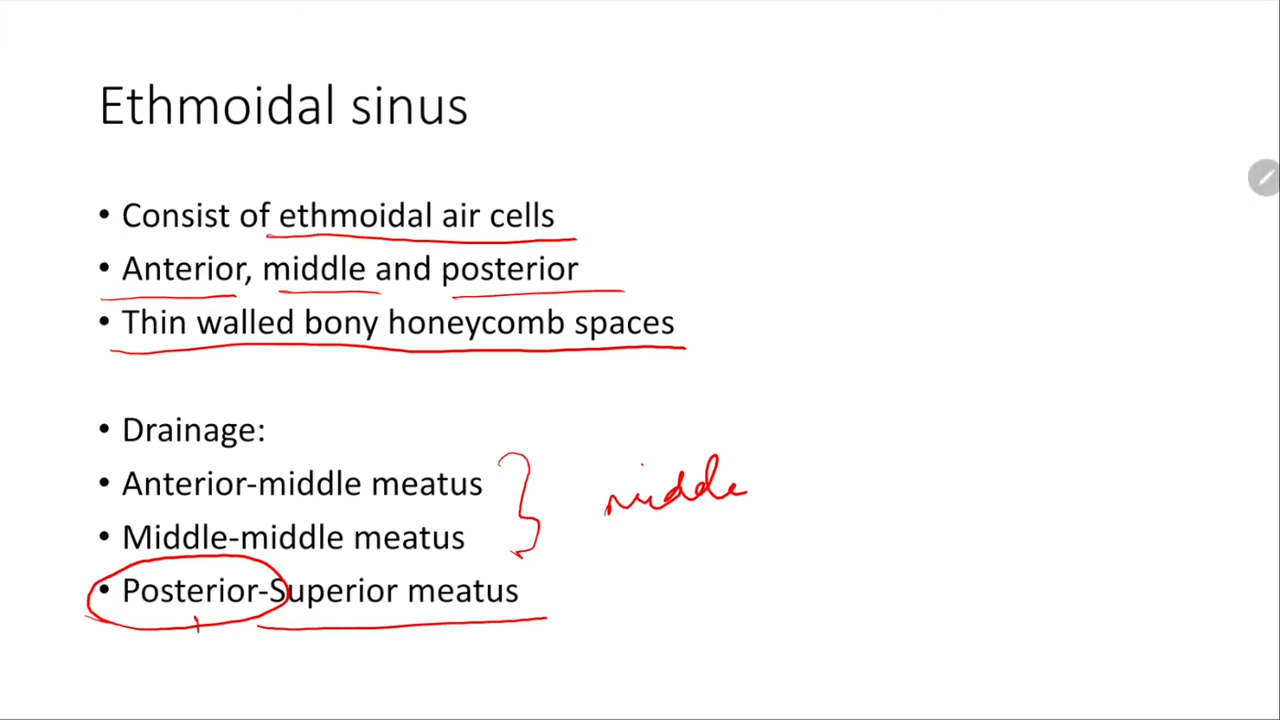 Ethmoidal sinus
• Consist of ethmoidal air cells
• Anterior, middle and posterior
• Thin walled bony honeycomb spaces
• Drainage:
• Anterior-middle meatus
middle
• Middle-middle meatus
• Posterior-Superior meatus